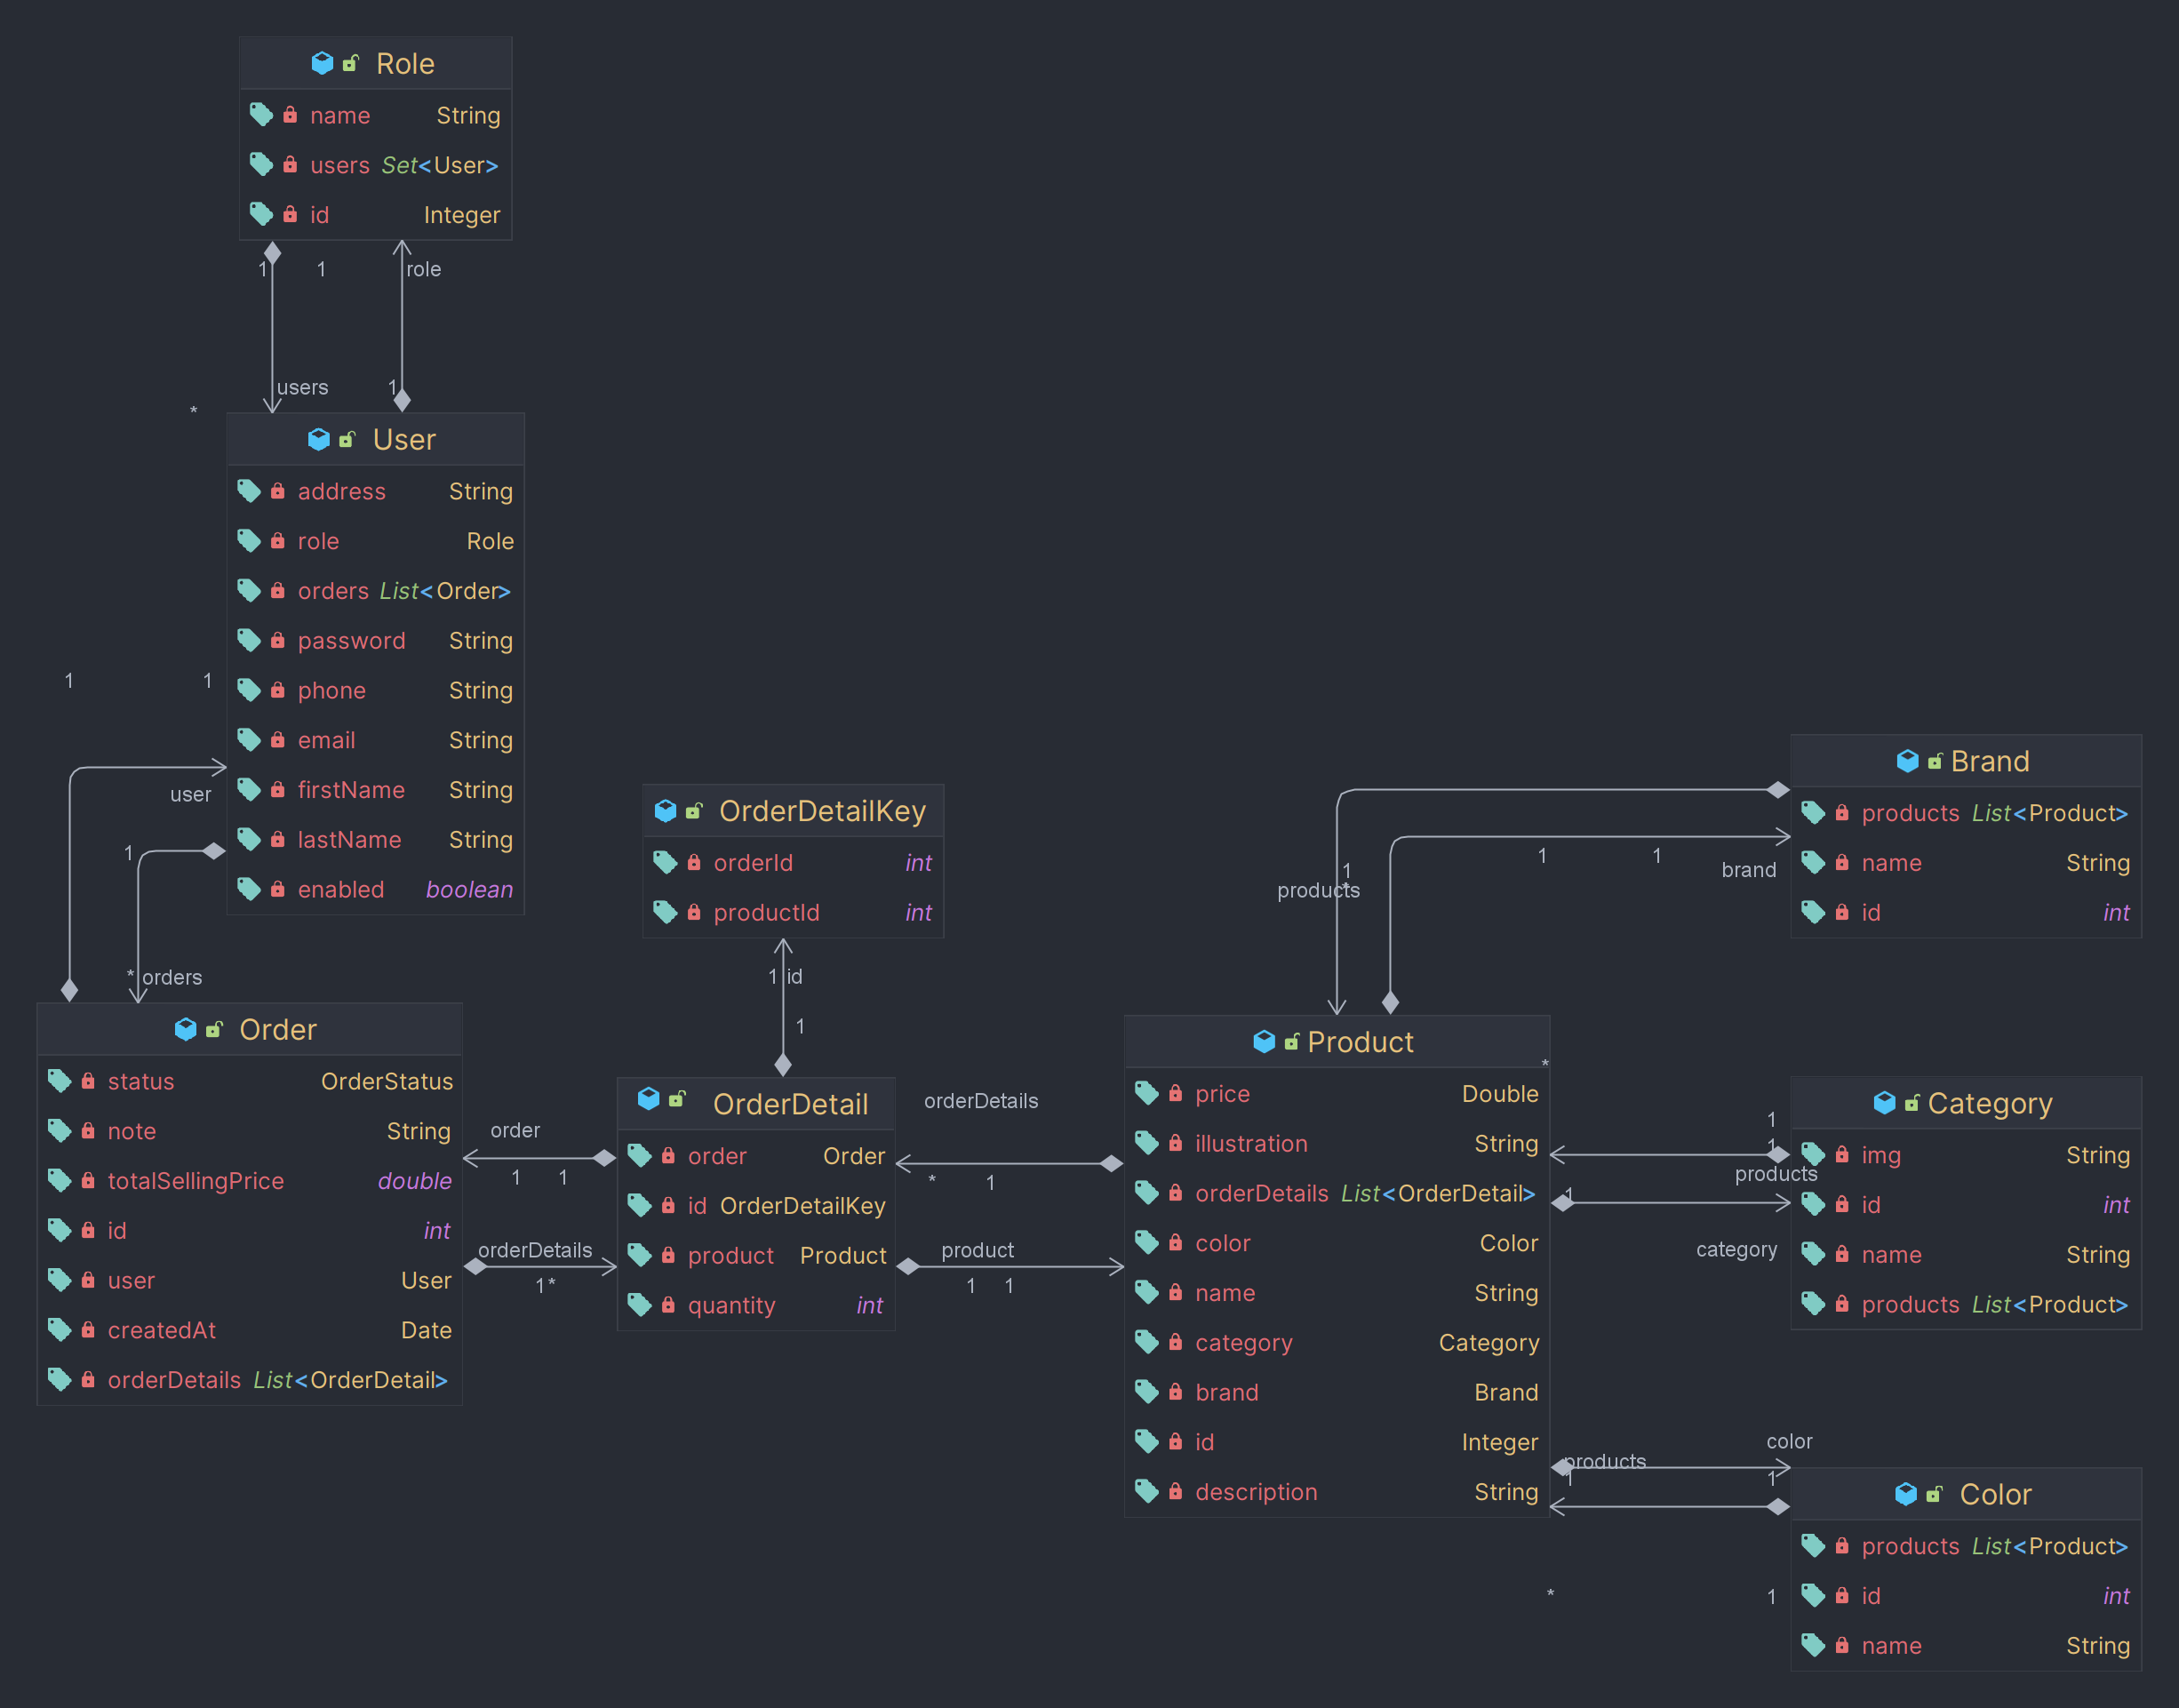 Role
name String
users Set<User>
id Integer
1 1 role
users 1
*
User
address String
role Role
orders List<Order>
password String
phone String
email String
firstName String
lastName String
enabled boolean
1 1
user
1
* orders
Order
status OrderStatus
note String
totalSellingPrice double
id int
user User
createdAt Date
orderDetails List<OrderDetail>
order
1 1
orderDetails
1 *
OrderDetailKey
orderId int
productId int
1 id
1
OrderDetail
order Order
id OrderDetailKey
product Product
quantity int
orderDetails
* 1
product
1 1
1
*
products
1 1
brand
Product
*
price Double
illustration String
orderDetails List<OrderDetail>
color Color
name String
category Category
brand Brand
id Integer
description String
Brand
products List<Product>
name String
id int
1
1
products
1
category
Category
img String
id int
name String
products List<Product>
color
products
1 1
* 1
Color
products List<Product>
id int
name String